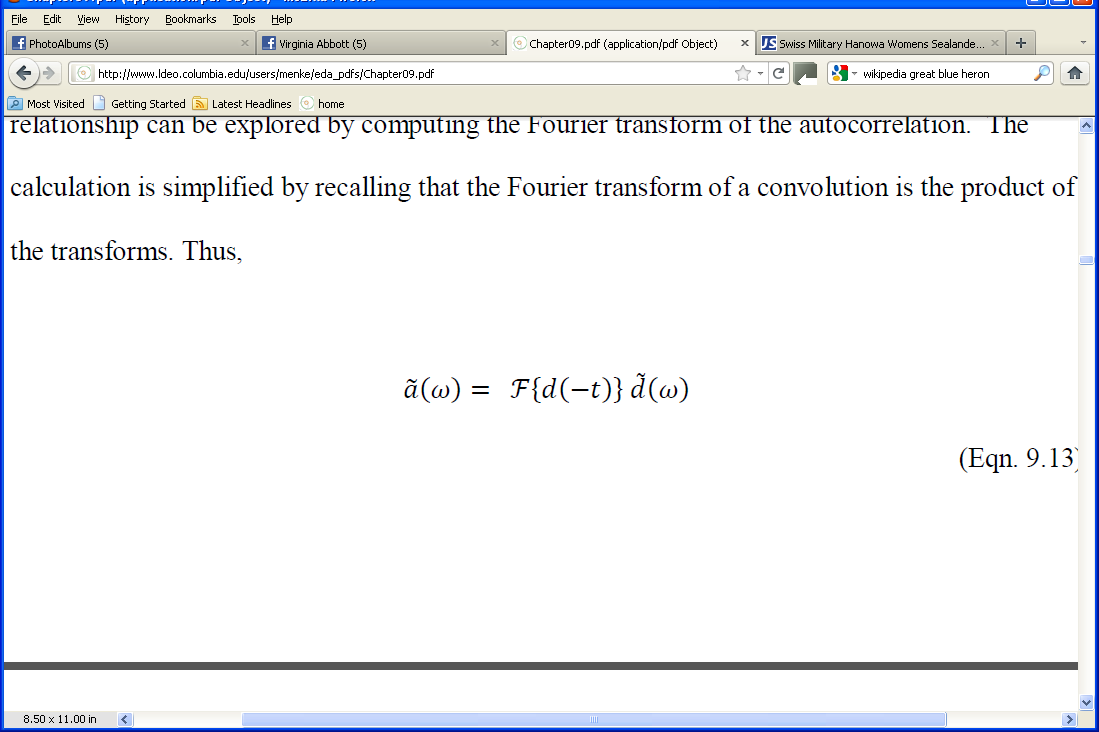 File Edit View History Bookmarks Tools Help
PhotoAlbums (5) Virginia Abbott (5) Chapter09.pdf (application/pdf Object) JS Swiss Military Hanowa Womens Sealande...
http://www.ldeo.columbia.edu/users/menke/eda_pdfs/Chapter09.pdf wikipedia great blue heron
Most Visited Getting Started Latest Headlines home
relationship can be explored by computing the Fourier transform of the autocorrelation. The
calculation is simplified by recalling that the Fourier transform of a convolution is the product of
the transforms. Thus,
ã(ω) = ℱ{d(−t)} d̃(ω)
(Eqn. 9.13)
8.50 x 11.00 in